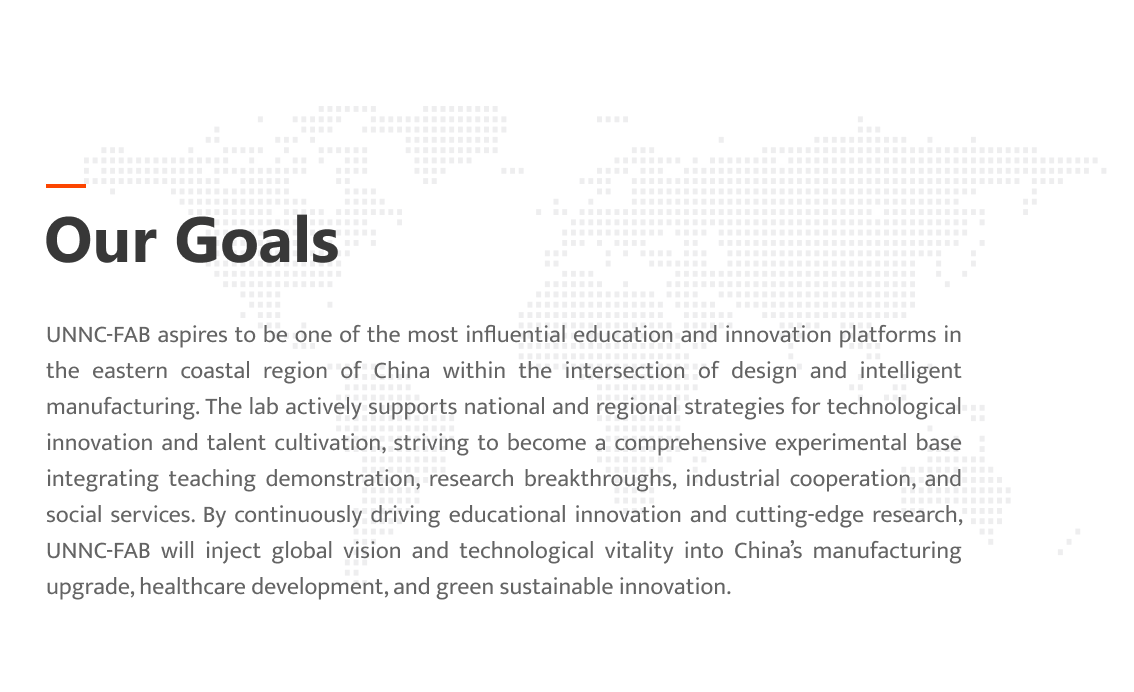 Our Goals
UNNC-FAB aspires to be one of the most influential education and innovation platforms in
the eastern coastal region of China within the intersection of design and intelligent
manufacturing. The lab actively supports national and regional strategies for technological
innovation and talent cultivation, striving to become a comprehensive experimental base
integrating teaching demonstration, research breakthroughs, industrial cooperation, and
social services. By continuously driving educational innovation and cutting-edge research,
UNNC-FAB will inject global vision and technological vitality into China’s manufacturing
upgrade, healthcare development, and green sustainable innovation.